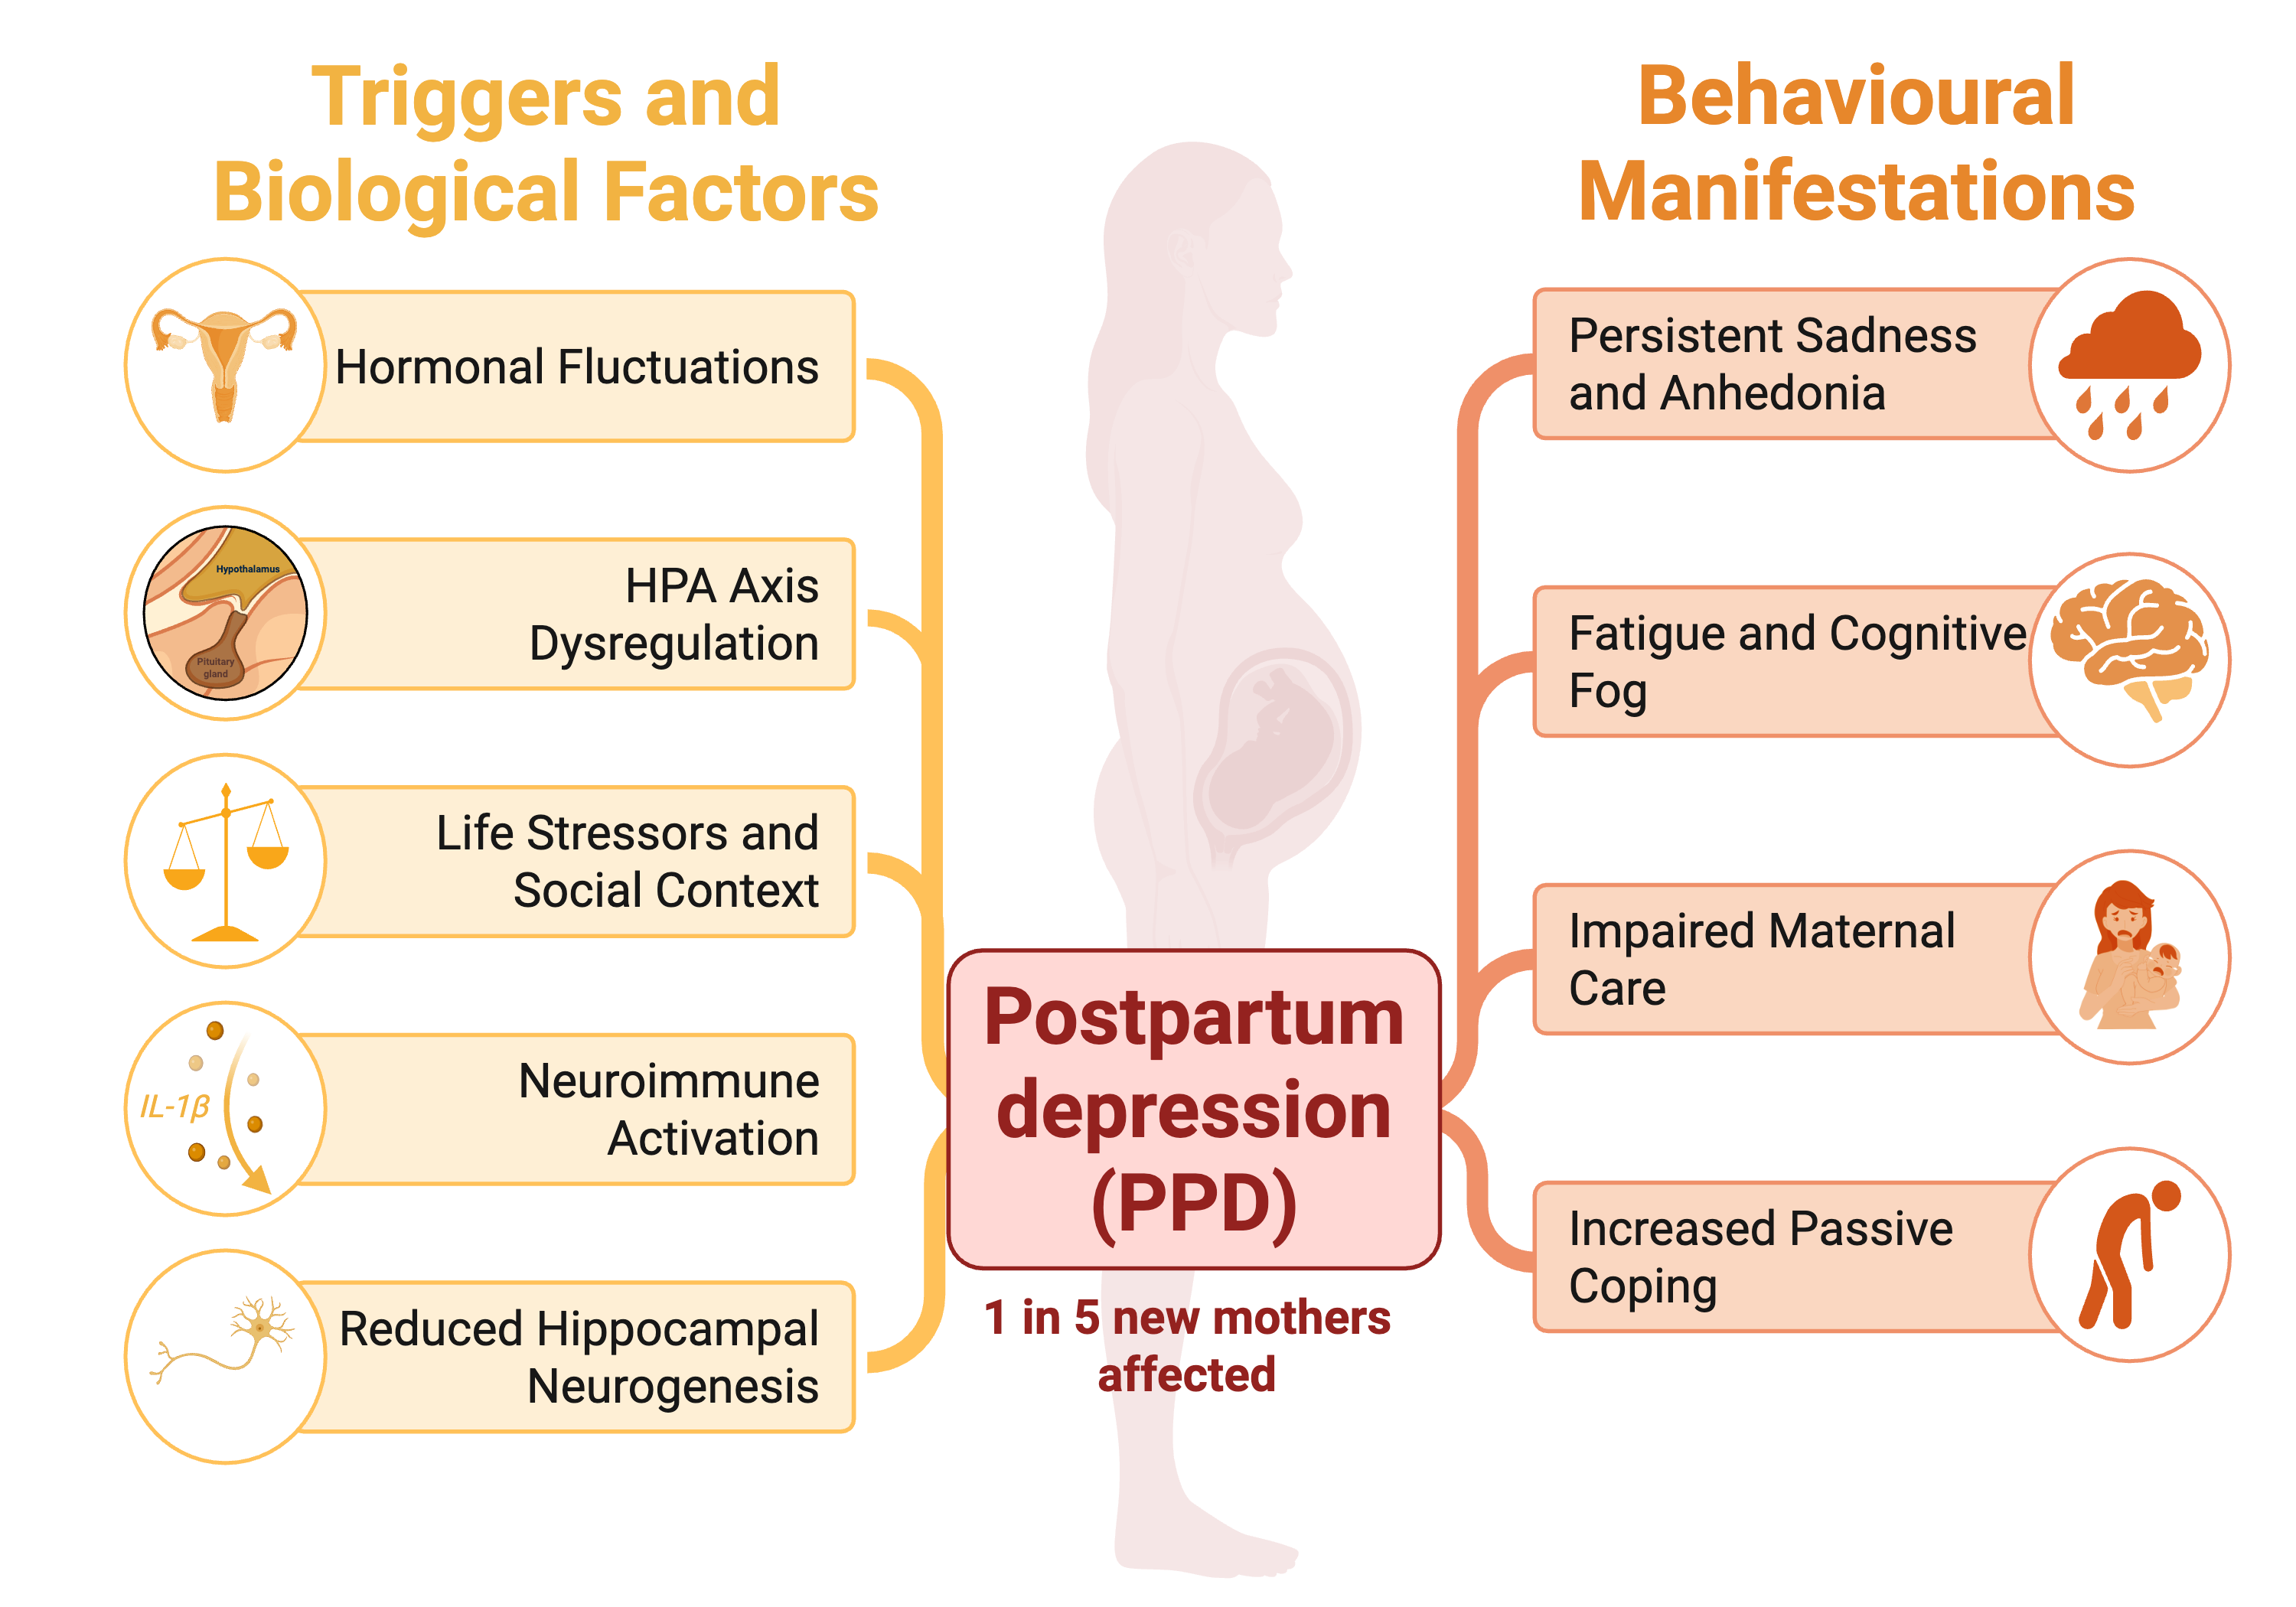 Triggers and
Biological Factors
Hormonal Fluctuations
Hypothalamus
Pituitary
gland
HPA Axis
Dysregulation
Life Stressors and
Social Context
IL-1β
Neuroimmune
Activation
Reduced Hippocampal
Neurogenesis
Postpartum
depression
(PPD)
1 in 5 new mothers
affected
Behavioural
Manifestations
Persistent Sadness
and Anhedonia
Fatigue and Cognitive
Fog
Impaired Maternal
Care
Increased Passive
Coping